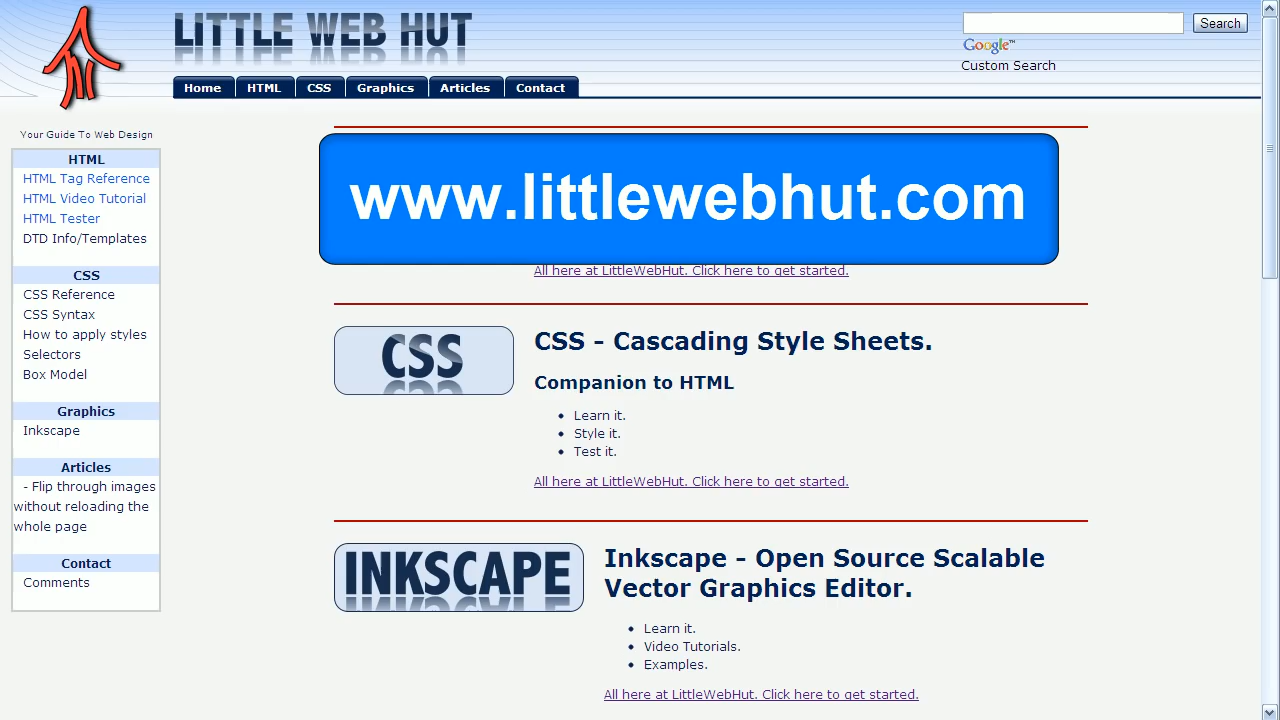 LITTLE WEB HUT
Search
Google™
Custom Search
Home HTML CSS Graphics Articles Contact
Your Guide To Web Design
HTML
HTML Tag Reference
HTML Video Tutorial
HTML Tester
DTD Info/Templates
CSS
CSS Reference
CSS Syntax
How to apply styles
Selectors
Box Model
Graphics
Inkscape
Articles
- Flip through images
without reloading the
whole page
Contact
Comments
www.littlewebhut.com
All here at LittleWebHut. Click here to get started.
CSS
CSS - Cascading Style Sheets.
Companion to HTML
• Learn it.
• Style it.
• Test it.
All here at LittleWebHut. Click here to get started.
INKSCAPE
Inkscape - Open Source Scalable
Vector Graphics Editor.
• Learn it.
• Video Tutorials.
• Examples.
All here at LittleWebHut. Click here to get started.